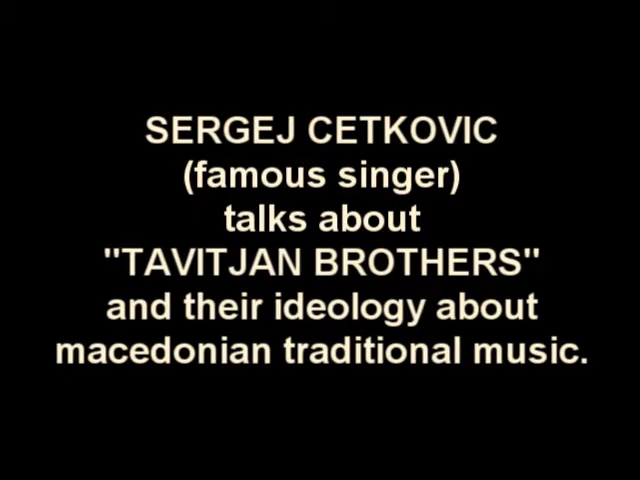 SERGEJ CETKOVIC
(famous singer)
talks about
"TAVITJAN BROTHERS"
and their ideology about
macedonian traditional music.